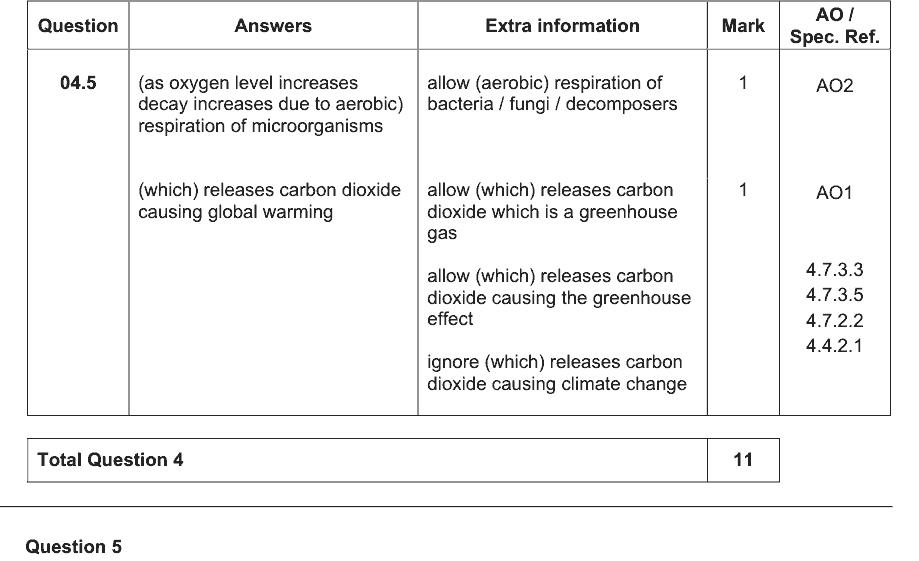 Question Answers Extra information Mark AO /
Spec. Ref.
04.5 (as oxygen level increases allow (aerobic) respiration of 1 AO2
decay increases due to aerobic) bacteria / fungi / decomposers
respiration of microorganisms
(which) releases carbon dioxide allow (which) releases carbon 1 AO1
causing global warming dioxide which is a greenhouse
gas
allow (which) releases carbon 4.7.3.3
dioxide causing the greenhouse 4.7.3.5
effect 4.7.2.2
4.4.2.1
ignore (which) releases carbon
dioxide causing climate change
Total Question 4 11
Question 5